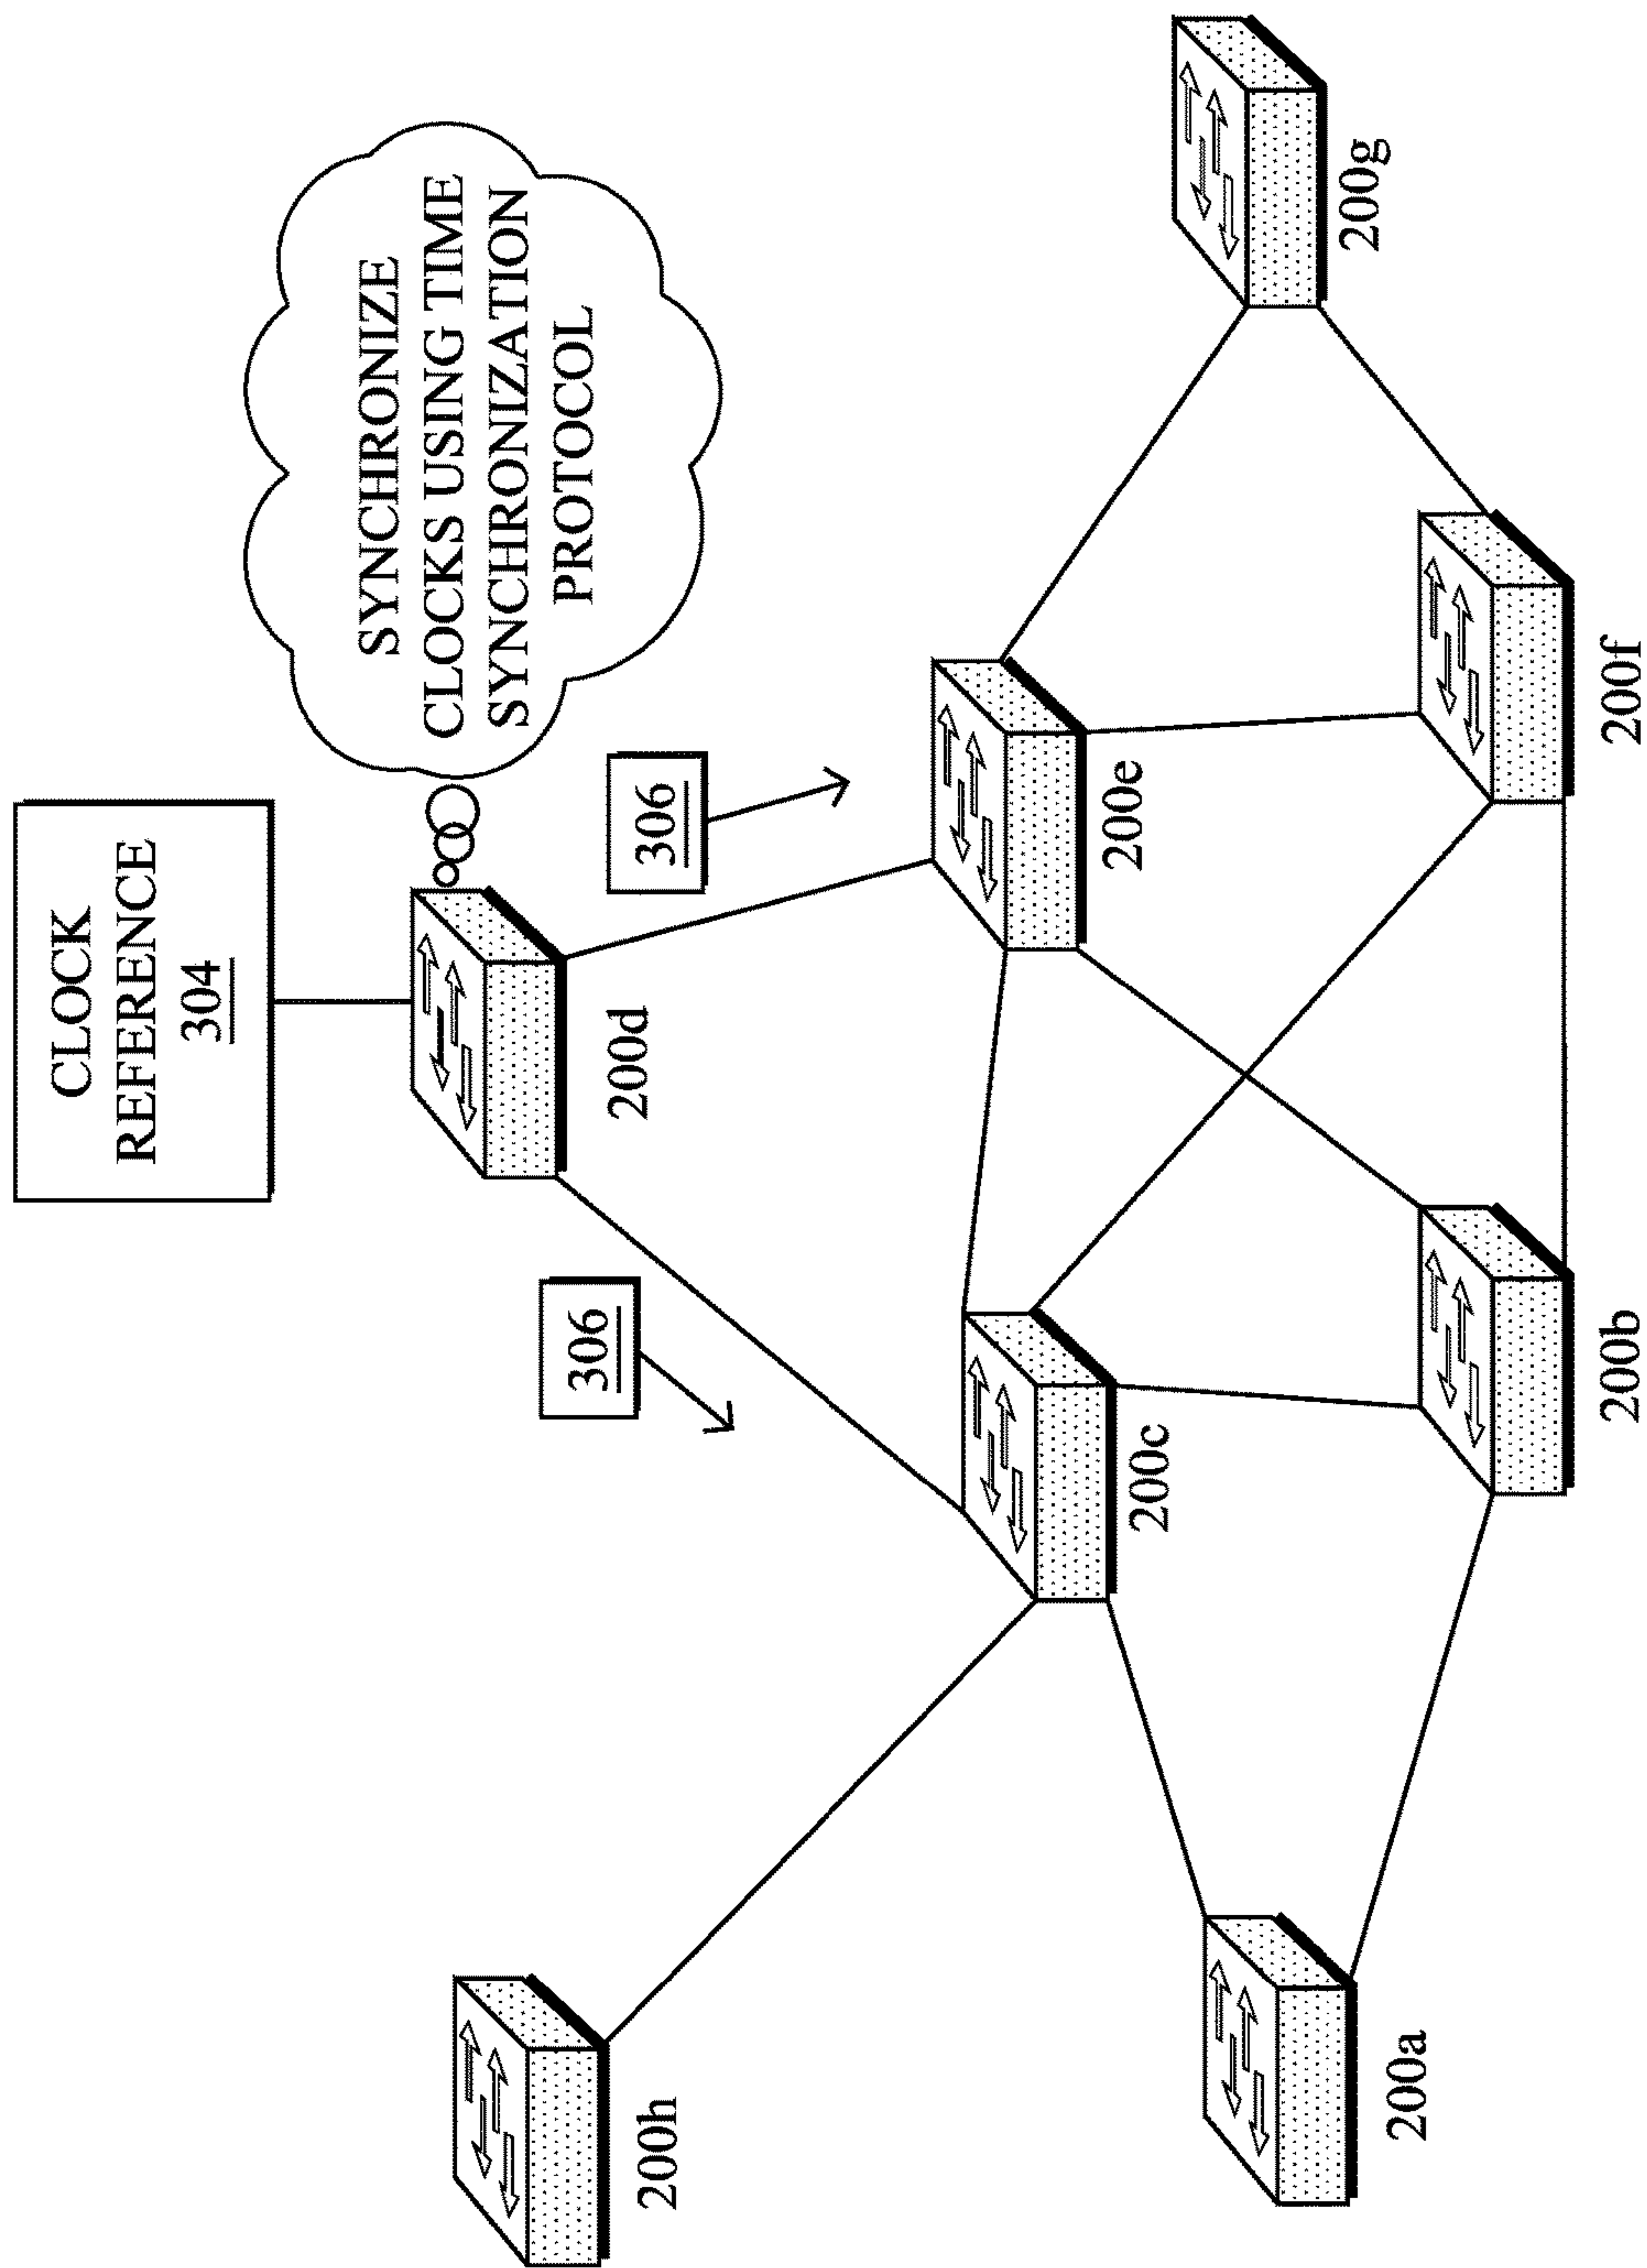 CLOCK
REFERENCE
304
SYNCHRONIZE
CLOCKS USING TIME
SYNCHRONIZATION
PROTOCOL
200d
306
306
200h
200c
200e
200g
200a
200b
200f